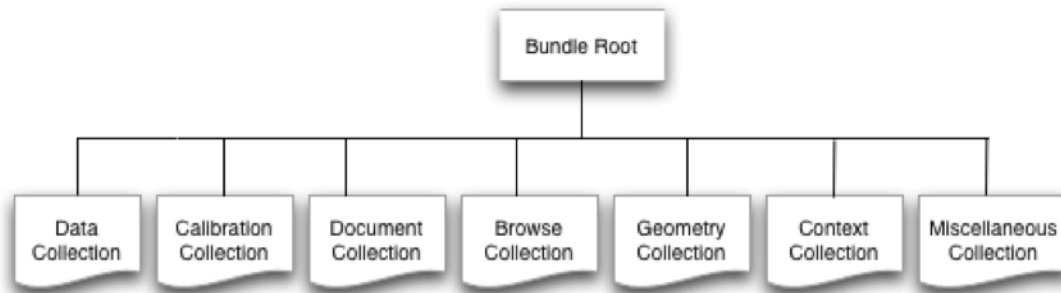 Bundle Root
Data
Collection
Calibration
Collection
Document
Collection
Browse
Collection
Geometry
Collection
Context
Collection
Miscellaneous
Collection